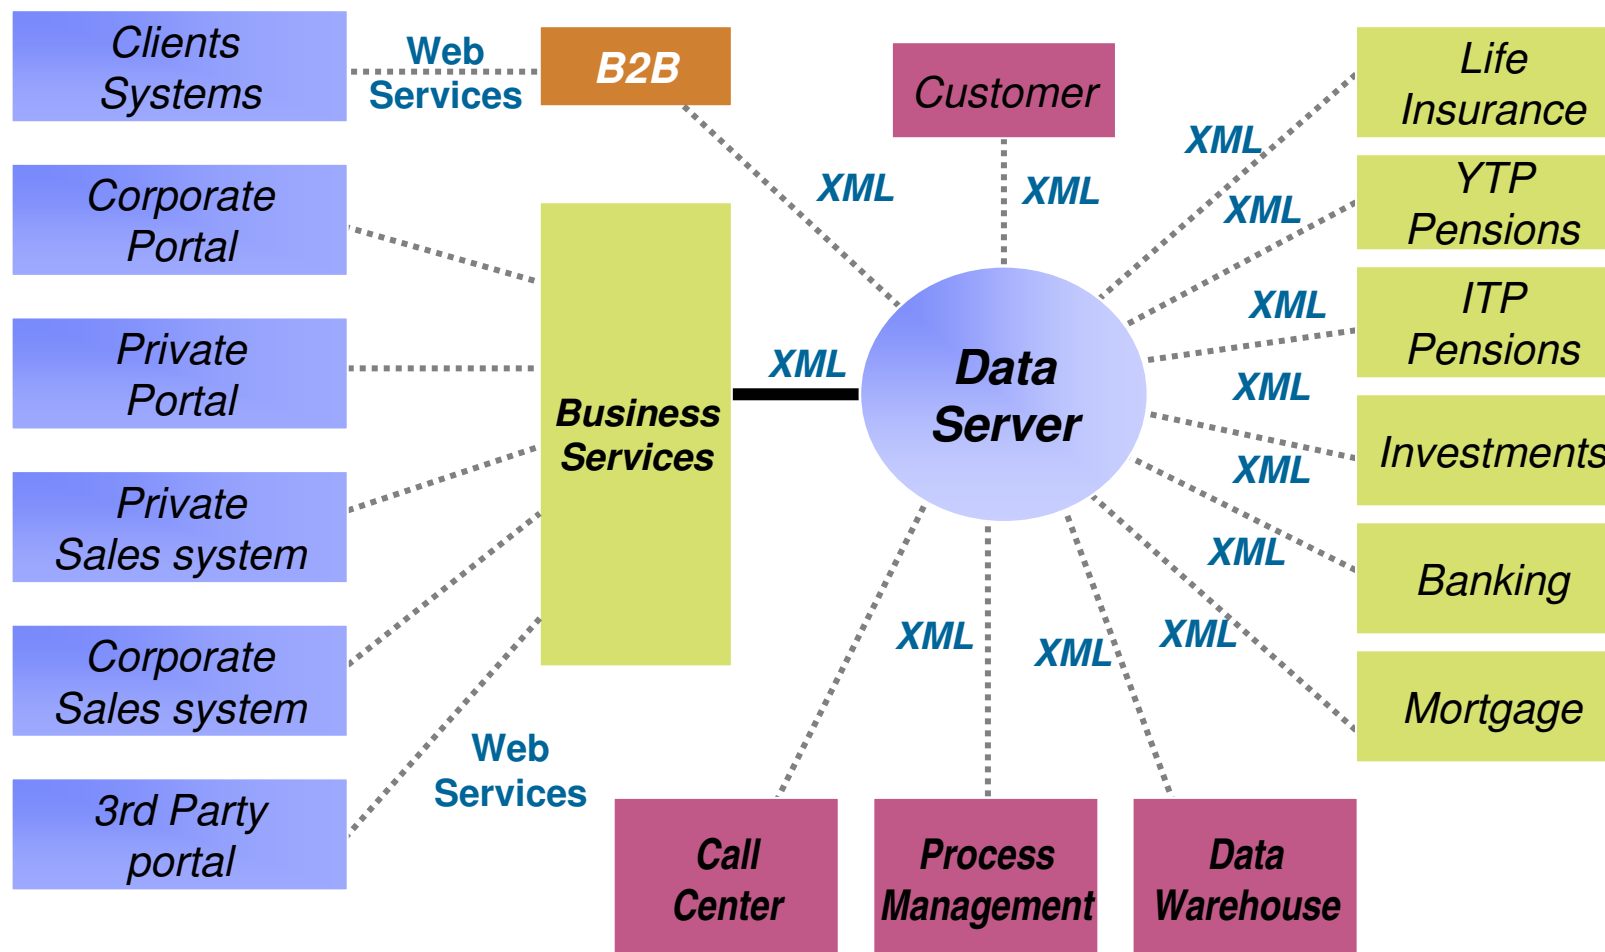 Clients
Systems
Web
Services
B2B
Customer
Life
Insurance
XML
Corporate
Portal
XML
XML
XML
YTP
Pensions
Private
Portal
XML
Data
Server
XML
ITP
Pensions
Business
Services
XML
Investments
Private
Sales system
XML
XML
Banking
Corporate
Sales system
XML
XML
XML
Mortgage
Web
Services
3rd Party
portal
Call
Center
Process
Management
Data
Warehouse